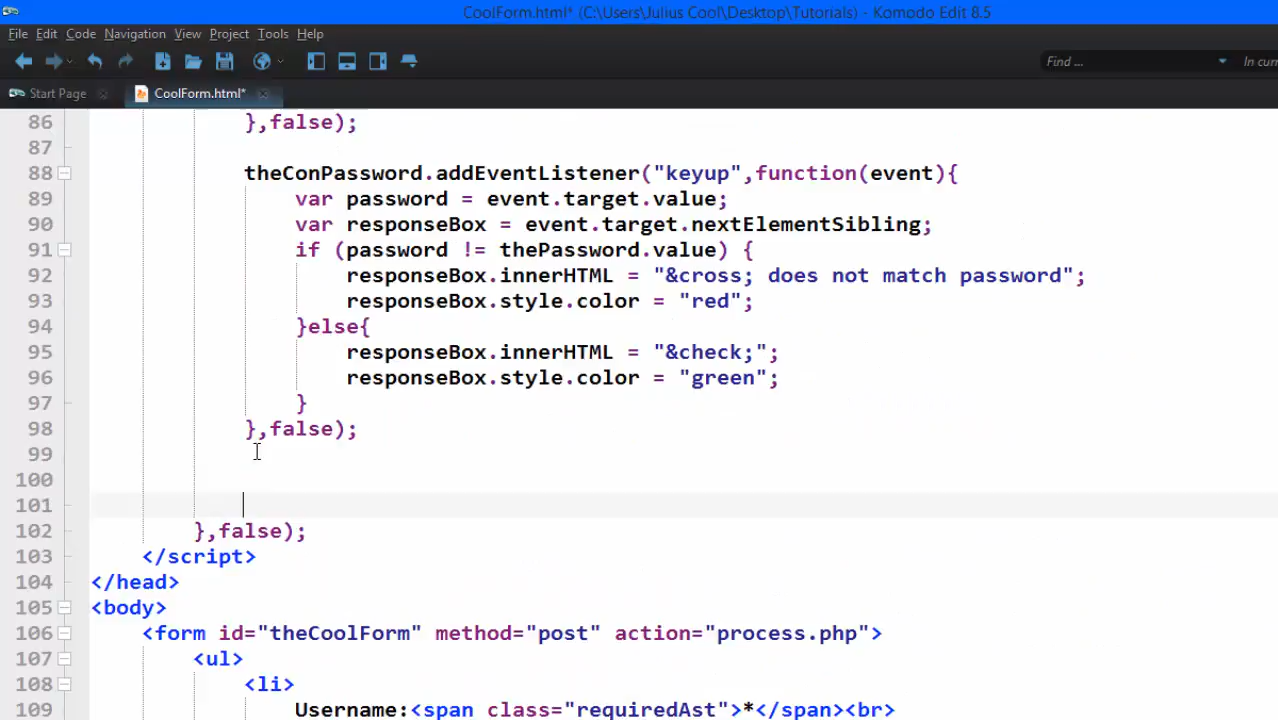 CoolForm.html* (C:\Users\Julius Cool\Desktop\Tutorials) - Komodo Edit 8.5
File Edit Code Navigation View Project Tools Help
Find ... In curr
Start Page CoolForm.html*
86 },false);
87
88 theConPassword.addEventListener("keyup",function(event){
89 var password = event.target.value;
90 var responseBox = event.target.nextElementSibling;
91 if (password != thePassword.value) {
92 responseBox.innerHTML = "&cross; does not match password";
93 responseBox.style.color = "red";
94 }else{
95 responseBox.innerHTML = "&check;";
96 responseBox.style.color = "green";
97 }
98 },false);
99
100
101
102 },false);
103 </script>
104 </head>
105 <body>
106 <form id="theCoolForm" method="post" action="process.php">
107 <ul>
108 <li>
109 Username:<span class="requiredAst">*</span><br>